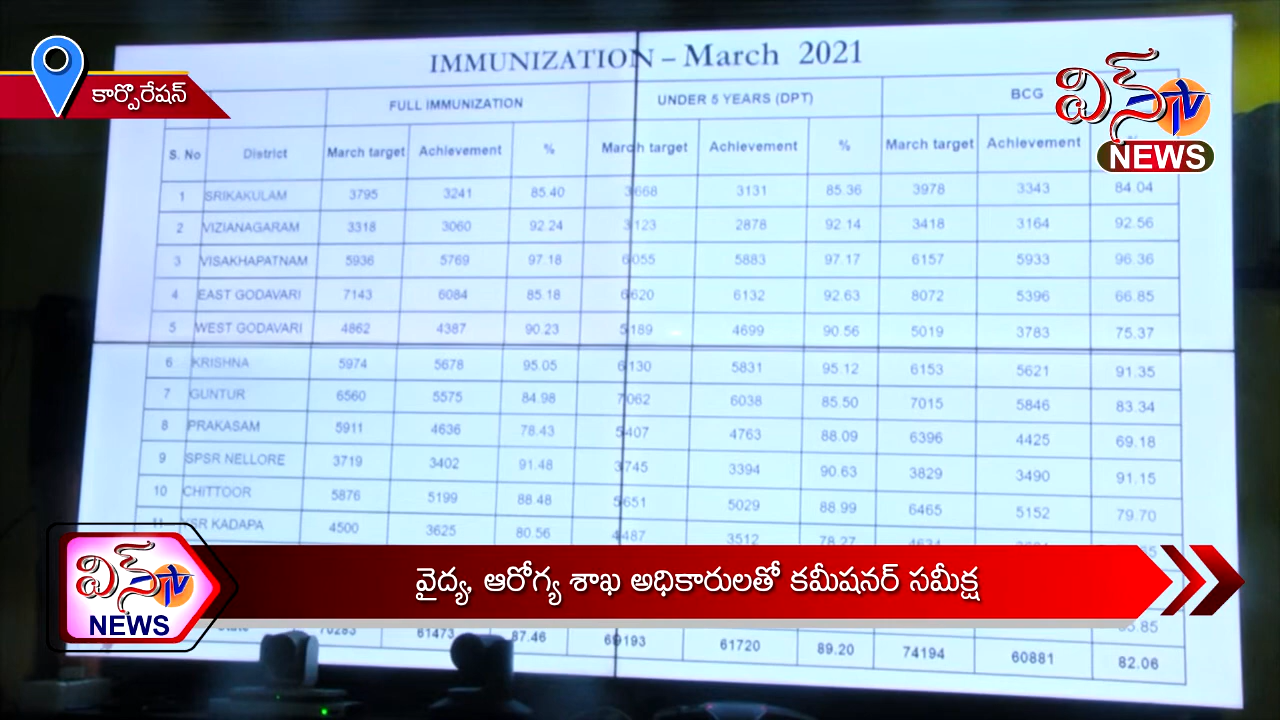 IMMUNIZATION – March 2021
కార్పొరేషన్
విన్ TV
NEWS
FULL IMMUNIZATION UNDER 5 YEARS (DPT) BCG
S. No District March target Achievement % March target Achievement % March target Achievement
1 SRIKAKULAM 3795 3241 85.40 3668 3131 85.36 3978 3343 84.04
2 VIZIANAGARAM 3318 3060 92.24 3123 2878 92.14 3418 3164 92.56
3 VISAKHAPATNAM 5936 5769 97.18 6055 5883 97.17 6157 5933 96.36
4 EAST GODAVARI 7143 6084 85.18 6620 6132 92.63 8072 5396 66.85
5 WEST GODAVARI 4862 4387 90.23 5189 4699 90.56 5019 3783 75.37
6 KRISHNA 5974 5678 95.05 6130 5831 95.12 6153 5621 91.35
7 GUNTUR 6560 5575 84.98 7062 6038 85.50 7015 5846 83.34
8 PRAKASAM 5911 4636 78.43 5407 4763 88.09 6396 4425 69.18
9 SPSR NELLORE 3719 3402 91.48 3745 3394 90.63 3829 3490 91.15
10 CHITTOOR 5876 5199 88.48 5651 5029 88.99 6465 5152 79.70
11 YSR KADAPA 4500 3625 80.56 4487 3512 78.27 4634
విన్ TV
NEWS
వైద్య, ఆరోగ్య శాఖ అధికారులతో కమీషనర్ సమీక్ష
State 70283 61473 87.46 69193 61720 89.20 74194 60881 82.06